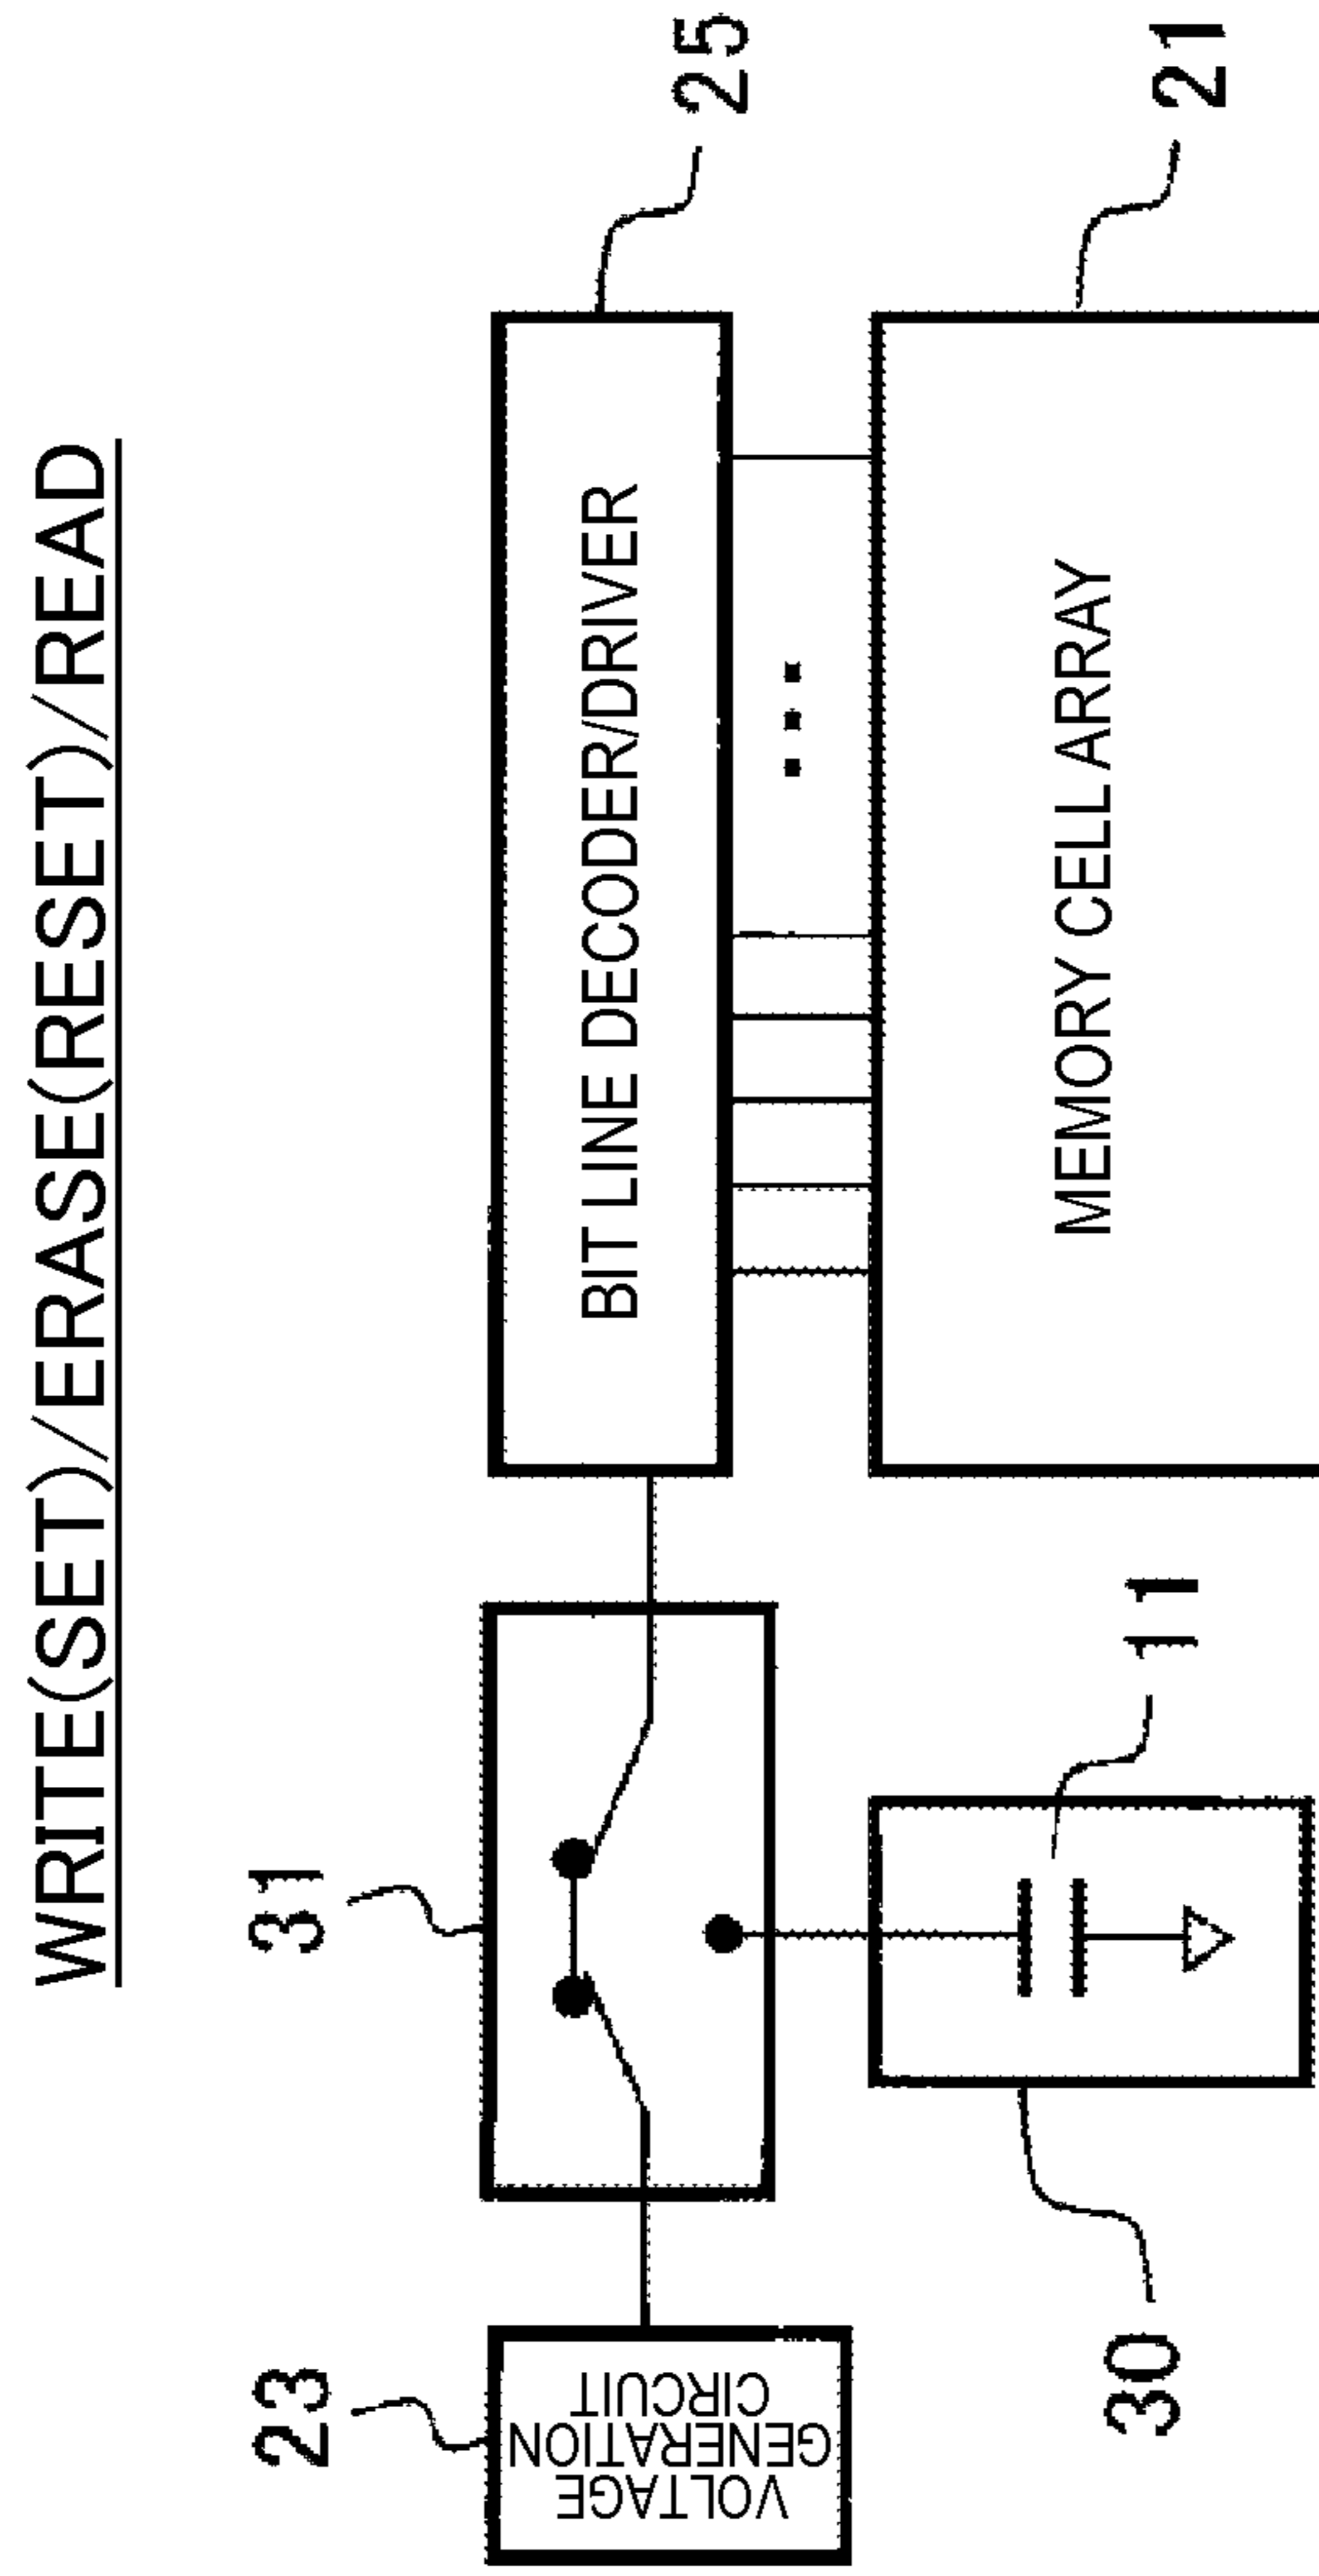 WRITE(SET)/ERASE(RESET)/READ
23
31
25
VOLTAGE
GENERATION
CIRCUIT
BIT LINE DECODER/DRIVER
30
11
21
MEMORY CELL ARRAY